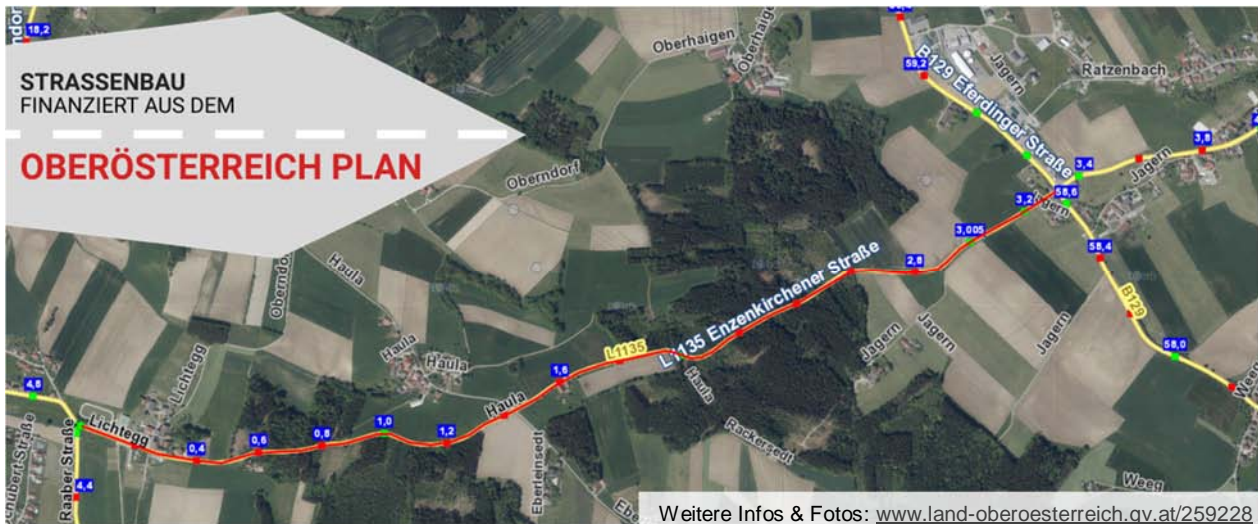 STRASSENBAU
FINANZIERT AUS DEM
OBERÖSTERREICH PLAN
18,2
Oberhaigen
Oberhaige
59,2
B129 Eferdinger Straße
Jagern
Ratzenbach
3,8
Jagern
3,4
58,6
Jagern
3,2
3,005
2,8
58,4
B129
58,0
Oberndorf
Oberndorf
Haula
Haula
Haula
L1135
L1135 Enzenkirchener Straße
Jagern
Jagern
Jagern
Haula
Rackersedt
1,6
Haula
1,2
1,0
0,8
0,6
0,4
Lichtegg
Lichtegg
4,8
Raaber Straße
4,4
Eberleinsedt
Weeg
Weitere Infos & Fotos: www.land-oberoesterreich.gv.at/259228